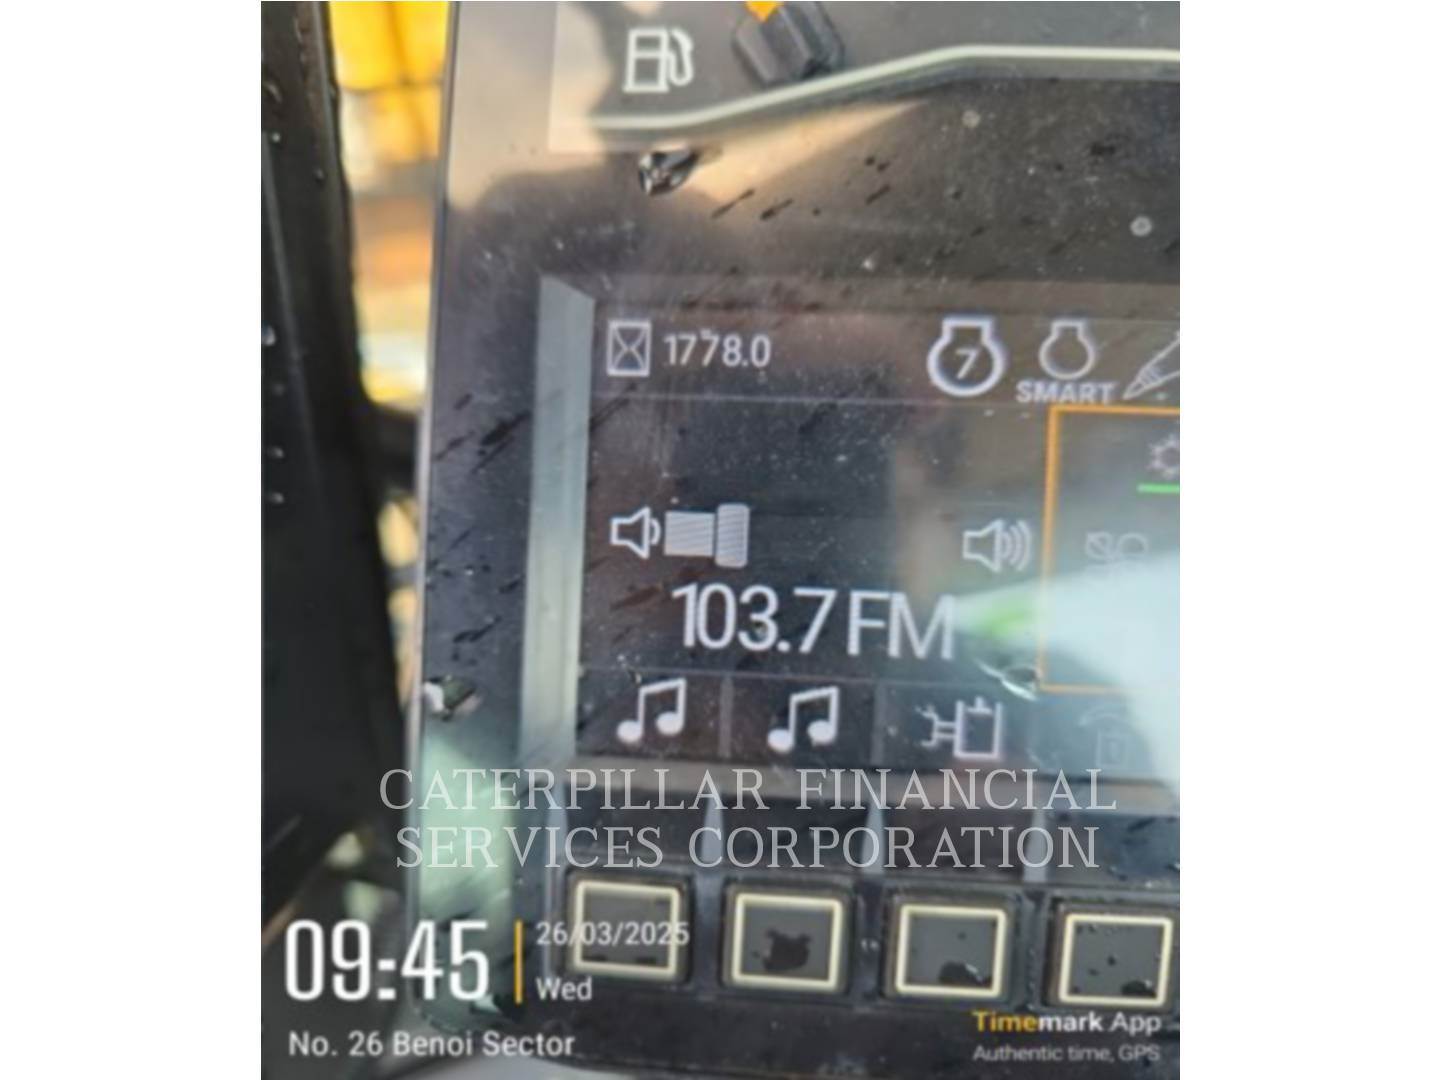 1778.0
7
SMART
103.7 FM
CATERPILLAR FINANCIAL
SERVICES CORPORATION
09:45
26/03/2025
Wed
No. 26 Benoi Sector
Timemark App
Authentic time, GPS